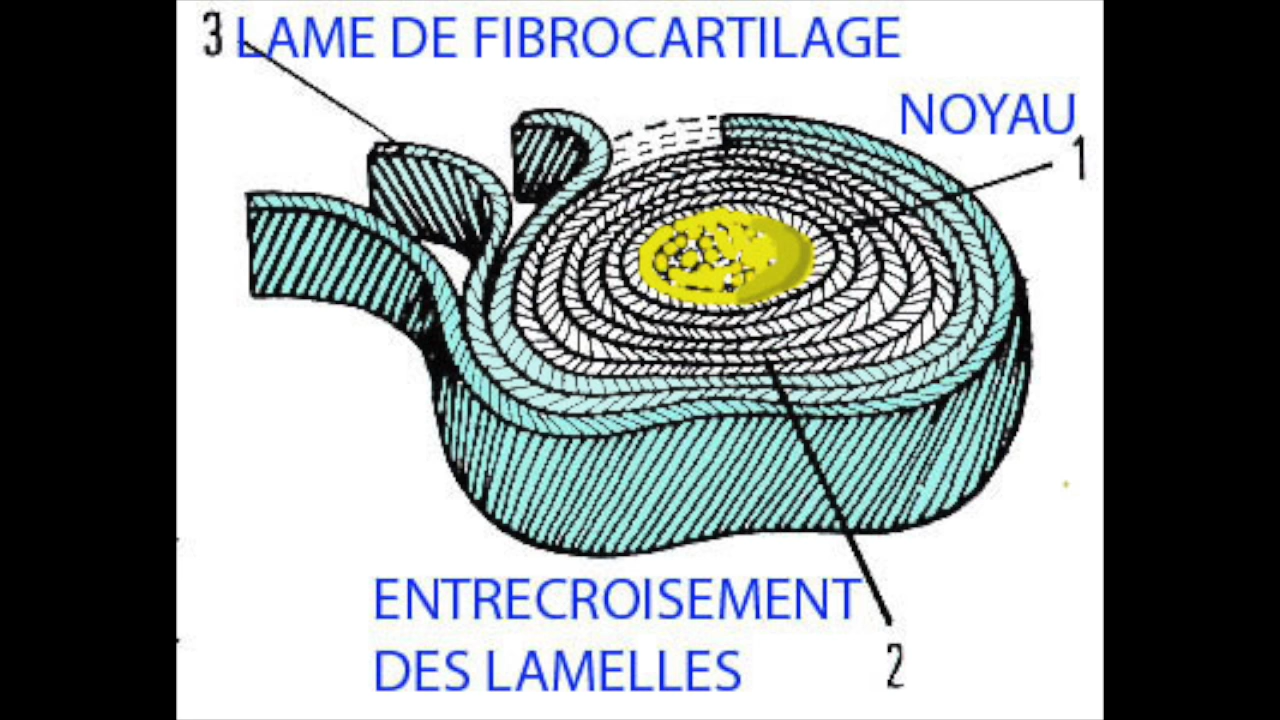 3 LAME DE FIBROCARTILAGE
NOYAU
1
ENTRECROISEMENT
DES LAMELLES
2